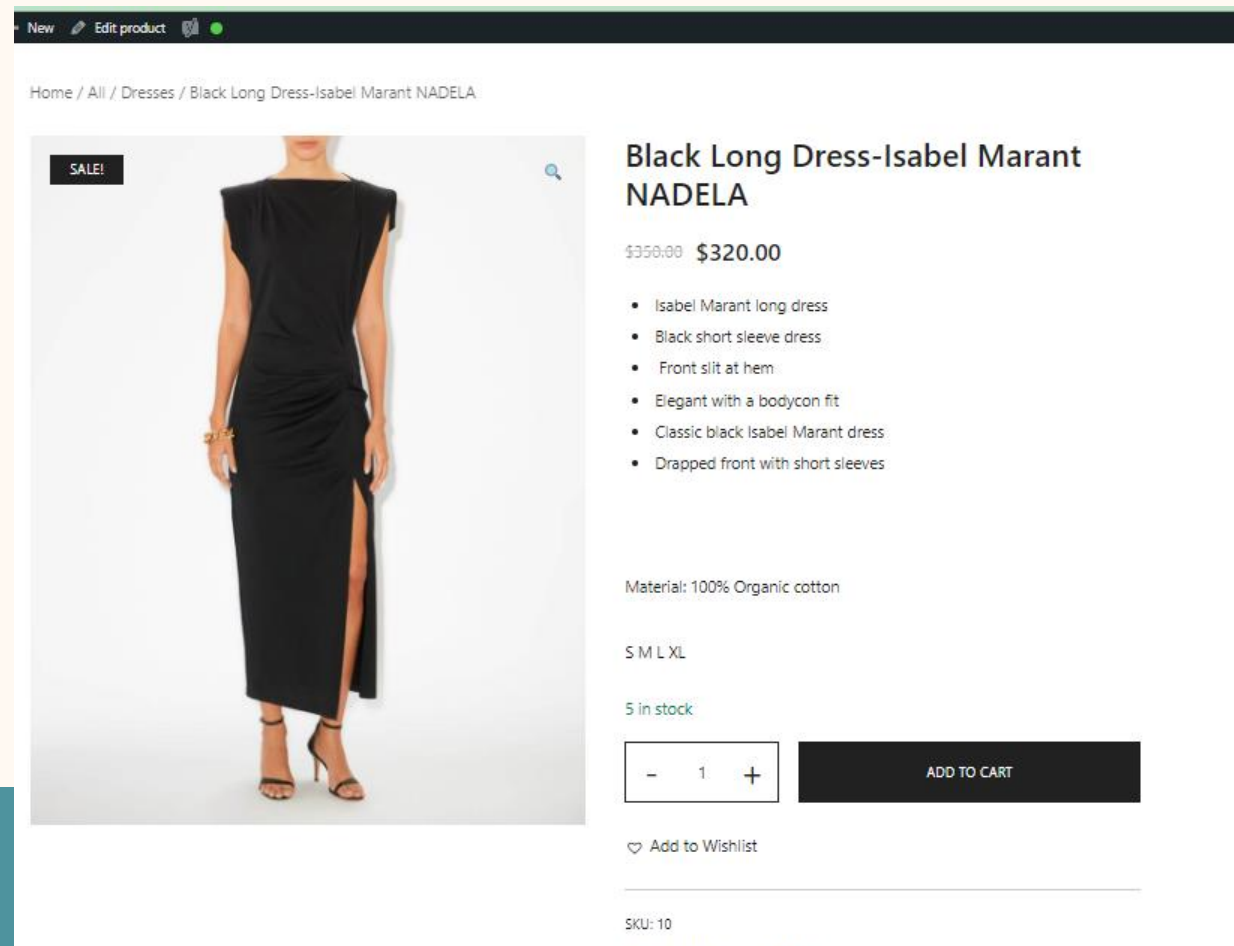 New Edit product
Home / All / Dresses / Black Long Dress-Isabel Marant NADELA
SALE!
Black Long Dress-Isabel Marant
NADELA
$350.00 $320.00
Isabel Marant long dress
Black short sleeve dress
Front slit at hem
Elegant with a bodycon fit
Classic black Isabel Marant dress
Drapped front with short sleeves
Material: 100% Organic cotton
S M L XL
5 in stock
- 1 + ADD TO CART
Add to Wishlist
SKU: 10